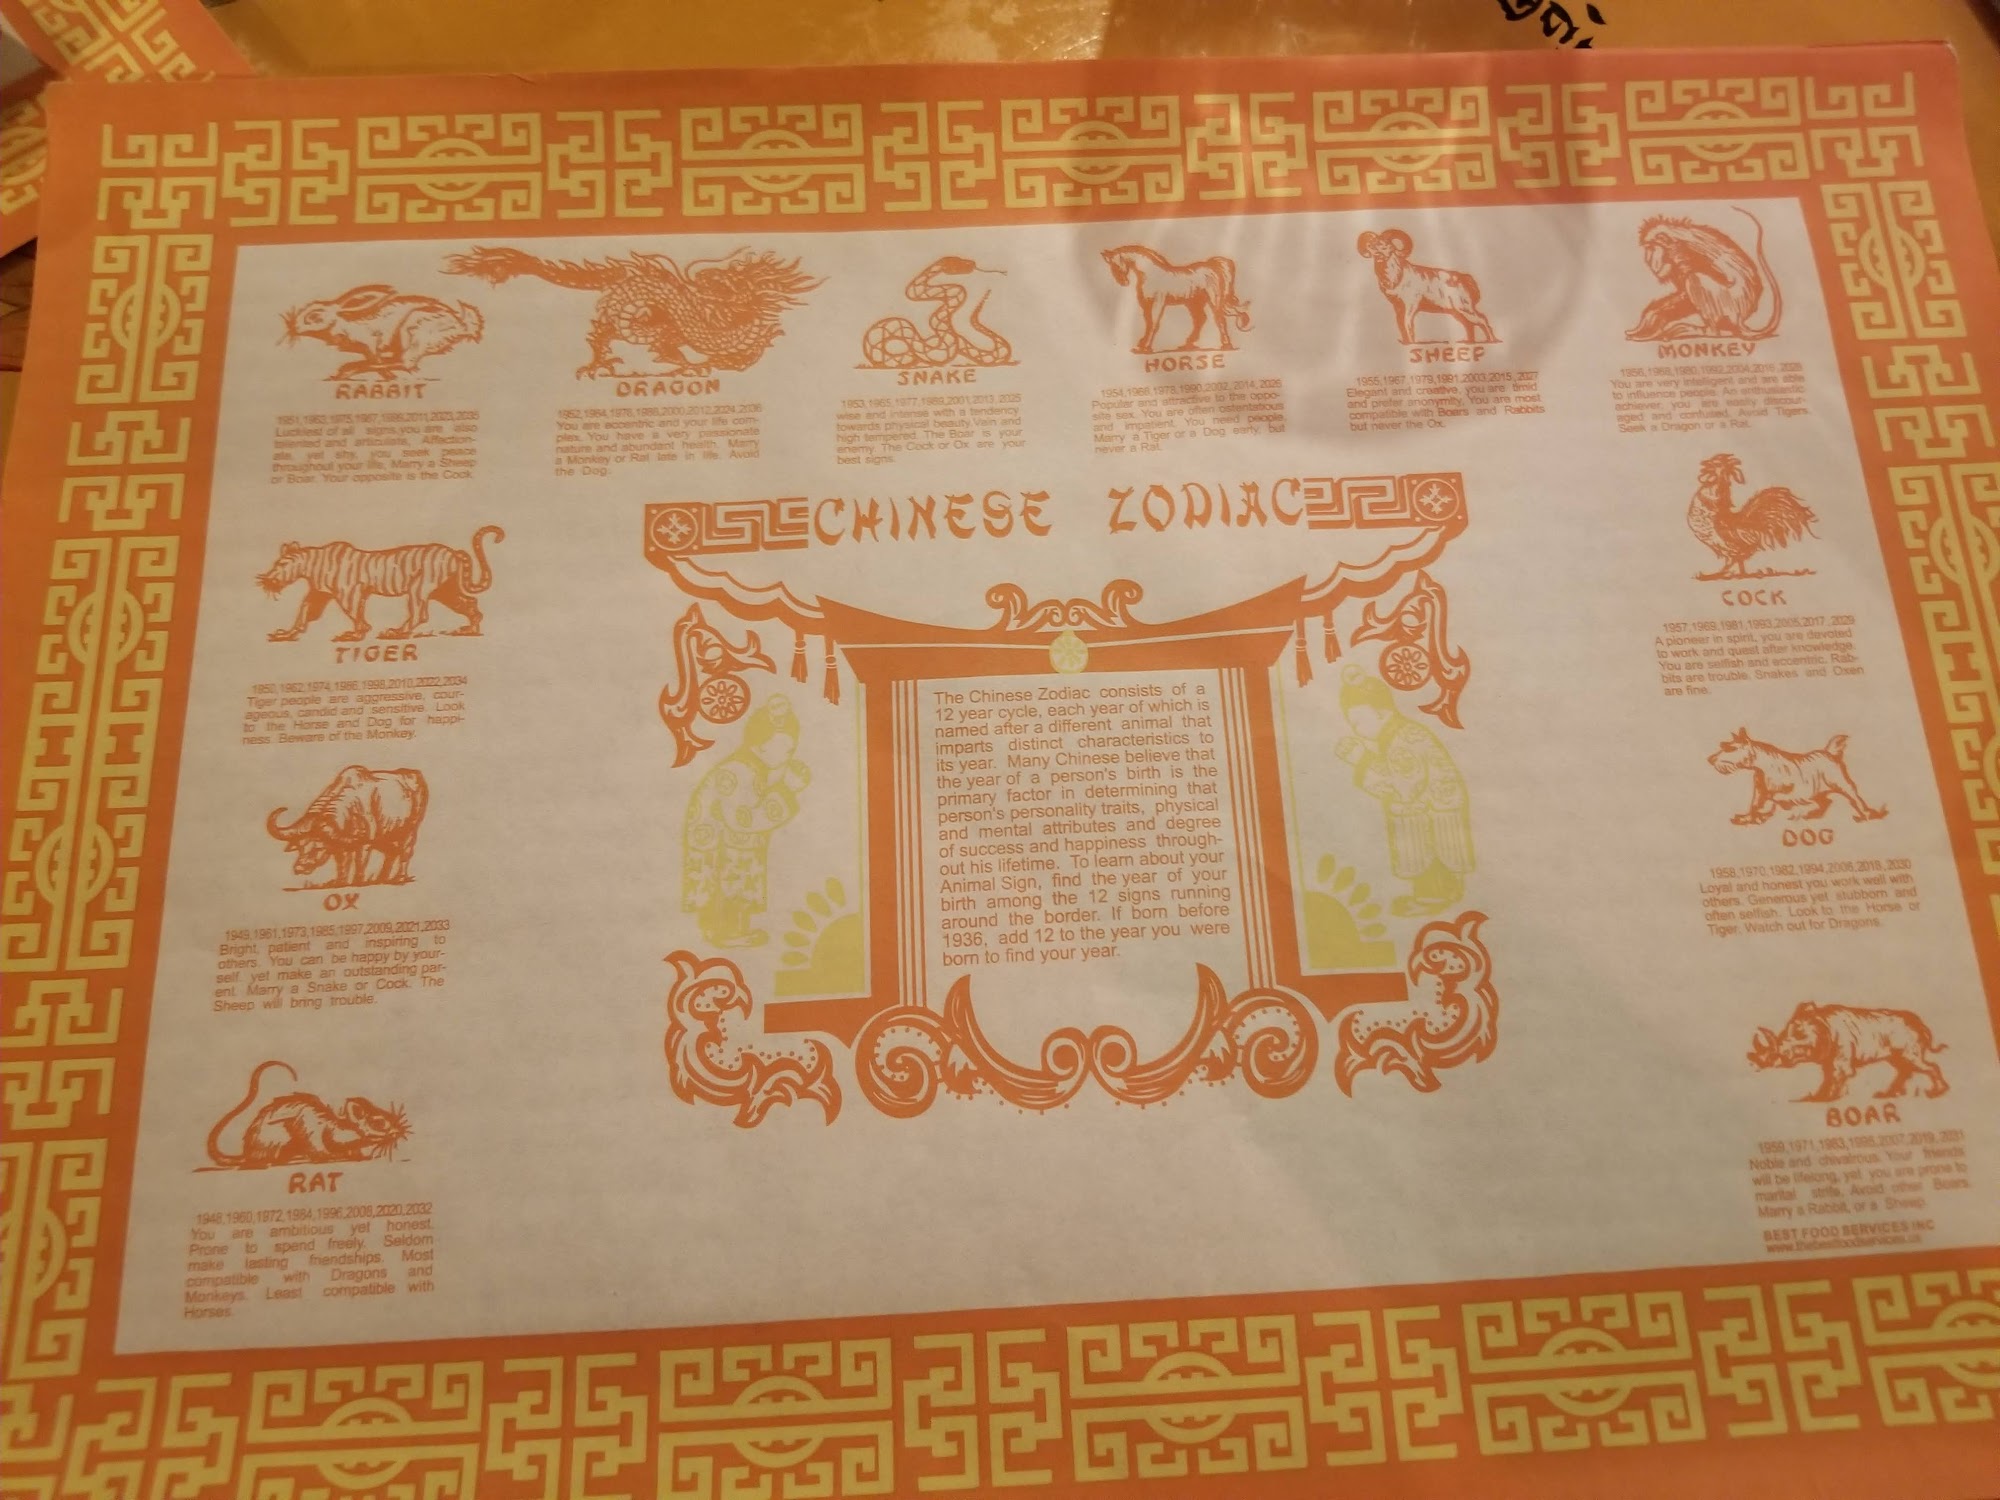 RABBIT
1951,1963,1975,1987,1999,2011,2023,2035
Luckiest of all signs,you are also
talented and articulate, Affection-
ate, yet shy, you seek peace
throughout your life, Marry a Sheep
or Boar. Your opposite is the Cock
DRAGON
1952,1964,1976,1988,2000,2012,2024,2036
You are eccentric and your life com-
plex. You have a very passionate
nature and abundant health, Marry
a Monkey or Rat late in life. Avoid
the Dog.
SNAKE
1953,1965,1977,1989,2001,2013, 2025
wise and intense with a tendency
towards physical beauty.Vain and
high tempered. The Boar is your
enemy. The Cock or Ox are your
best signs.
HORSE
1954,1966,1978,1990,2002, 2014, 2026
Popular and attractive to the oppo-
site sex. You are often ostentatious
and impatient. You need people,
Marry a Tiger or a Dog early, but
never a Rat.
SHEEP
1955,1967,1979,1991,2003,2015, 2027
Elegant and creative, you are timid
and prefer anonymity, You are most
compatible with Boars and Rabbits
but never the Ox.
MONKEY
1956,1968,1980,1992,2004,2016,2028
You are very intelligent and are able
to influence people. An enthusiastic
achiever, you are easily discour-
aged and confused. Avoid Tigers.
Seek a Dragon or a Rat.
CHINESE ZODIAC
TIGER
1950,1962,1974,1986,1998,2010,2022,2034
Tiger people are aggressive, cour-
ageous, candid and sensitive. Look
to the Horse and Dog for happi-
ness. Beware of the Monkey.
COCK
1957,1969,1981,1993,2005,2017 ,2029
A pioneer in spirit, you are devoted
to work and quest after knowledge.
You are selfish and eccentric. Rab-
bits are trouble. Snakes and Oxen
are fine.
The Chinese Zodiac consists of a
12 year cycle, each year of which is
named after a different animal that
imparts distinct characteristics to
its year. Many Chinese believe that
the year of a person's birth is the
primary factor in determining that
person's personality traits, physical
and mental attributes and degree
of success and happiness through-
out his lifetime. To learn about your
Animal Sign, find the year of your
birth among the 12 signs running
around the border. If born before
1936, add 12 to the year you were
born to find your year.
OX
1949,1961,1973,1985,1997,2009,2021,2033
Bright, patient and inspiring to
others. You can be happy by your-
self, yet make an outstanding par-
ent. Marry a Snake or Cock. The
Sheep will bring trouble.
DOG
1958,1970,1982,1994,2006,2018,2030
Loyal and honest you work well with
others. Generous yet stubborn and
often selfish. Look to the Horse or
Tiger. Watch out for Dragons.
RAT
1948,1960,1972,1984,1996,2008,2020,2032
You are ambitious yet honest.
Prone to spend freely. Seldom
make lasting friendships. Most
compatible with Dragons and
Monkeys. Least compatible with
Horses.
BOAR
1959,1971,1983,1995,2007,2019,2031
Noble and chivalrous. Your friends
will be lifelong, yet you are prone to
marital strife. Avoid other Boars.
Marry a Rabbit, or a Sheep.
BEST FOOD SERVICES INC
www.thebestfoodservices.us